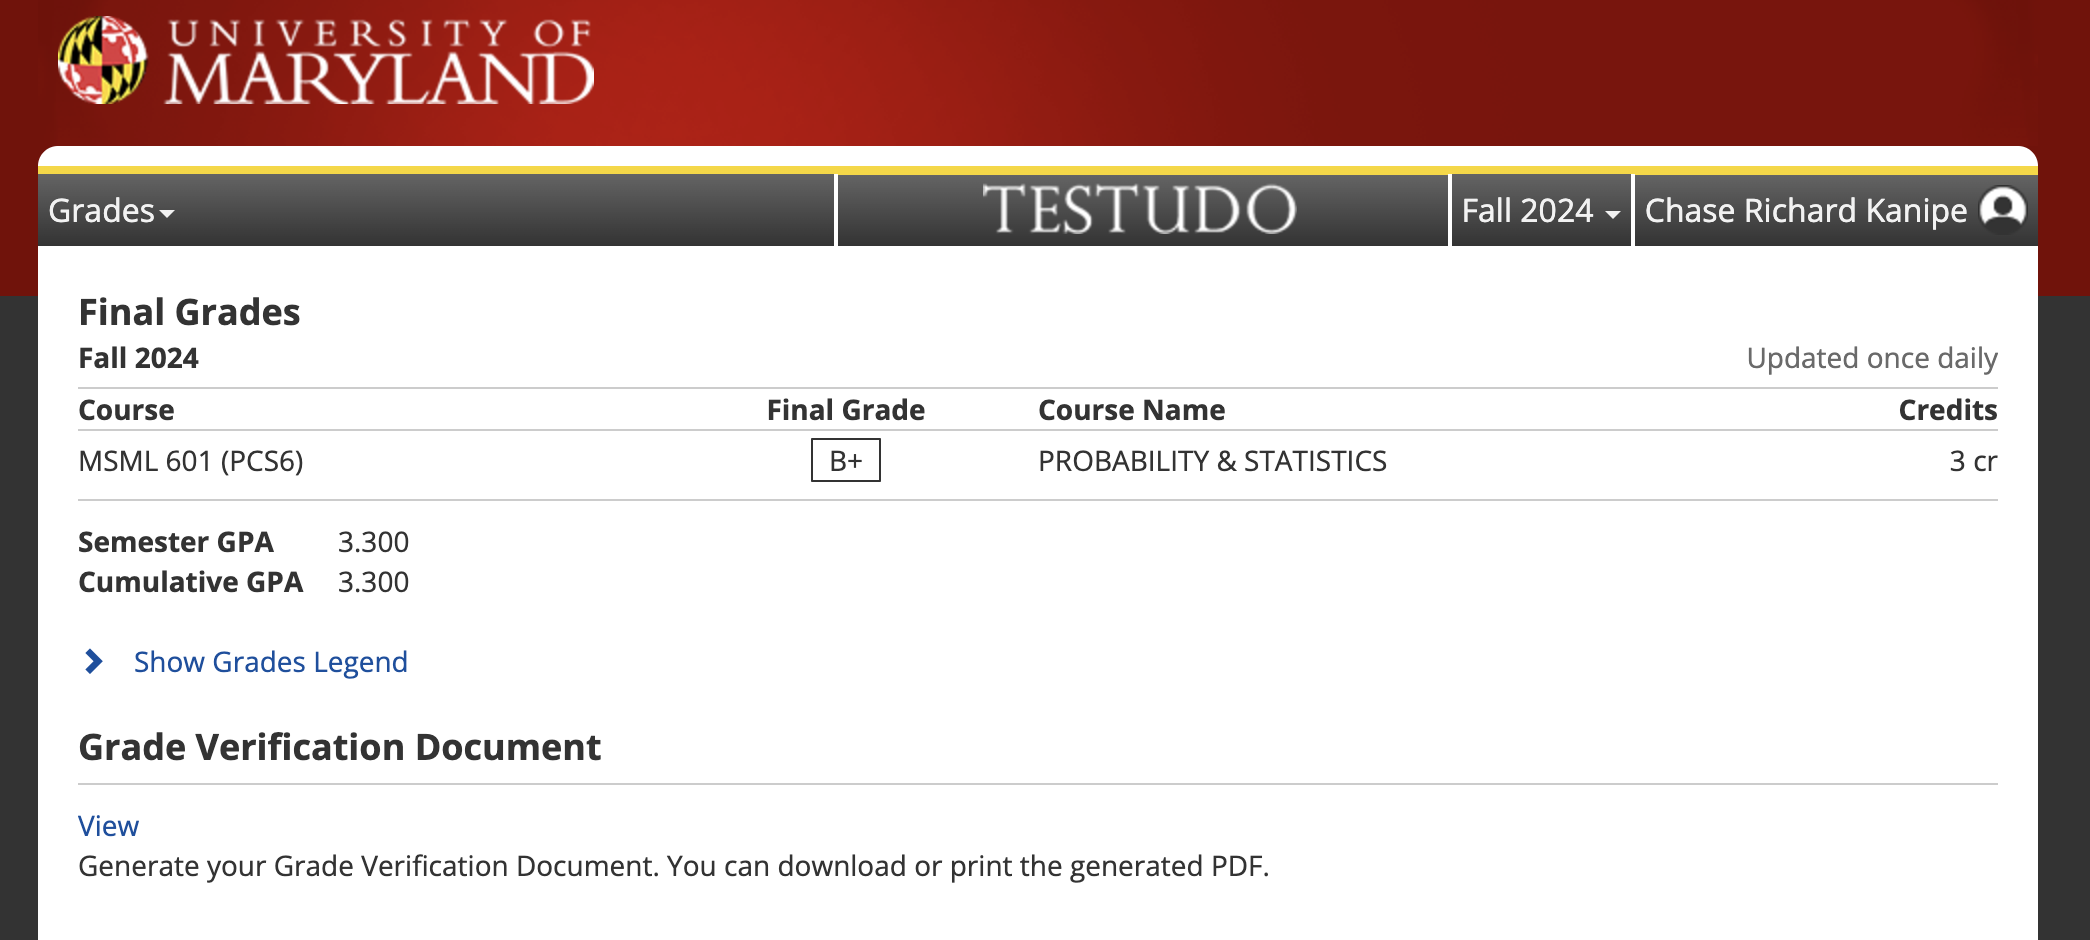 UNIVERSITY OF
MARYLAND
Grades TESTUDO Fall 2024 Chase Richard Kanipe
Final Grades
Fall 2024 Updated once daily
Course Final Grade Course Name Credits
MSML 601 (PCS6) B+ PROBABILITY & STATISTICS 3 cr
Semester GPA 3.300
Cumulative GPA 3.300
Show Grades Legend
Grade Verification Document
View
Generate your Grade Verification Document. You can download or print the generated PDF.